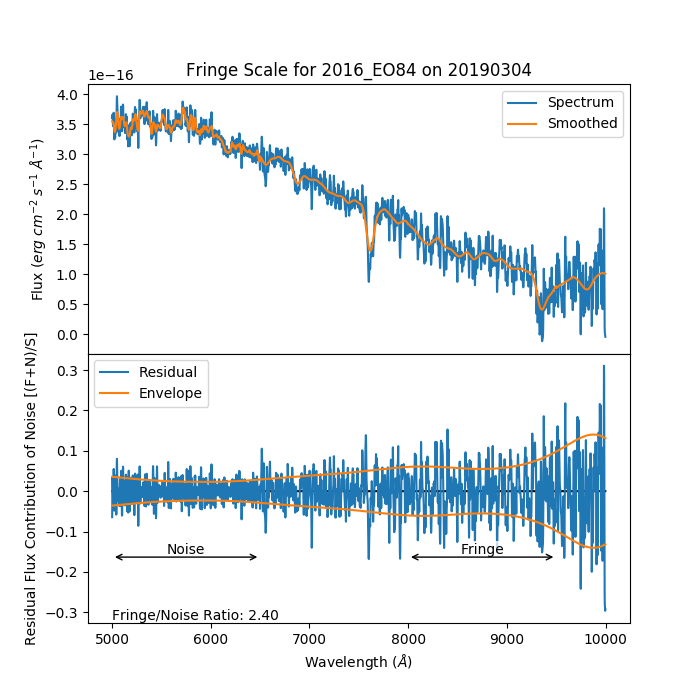 Fringe Scale for 2016_EO84 on 20190304
1e−16
4.0
3.5
3.0
2.5
2.0
1.5
1.0
0.5
0.0
Flux (erg cm⁻² s⁻¹ Å⁻¹)
Spectrum
Smoothed
0.3
0.2
0.1
0.0
−0.1
−0.2
−0.3
Residual Flux Contribution of Noise [(F+N)/S]
Residual
Envelope
Noise
Fringe
Fringe/Noise Ratio: 2.40
5000 6000 7000 8000 9000 10000
Wavelength (Å)